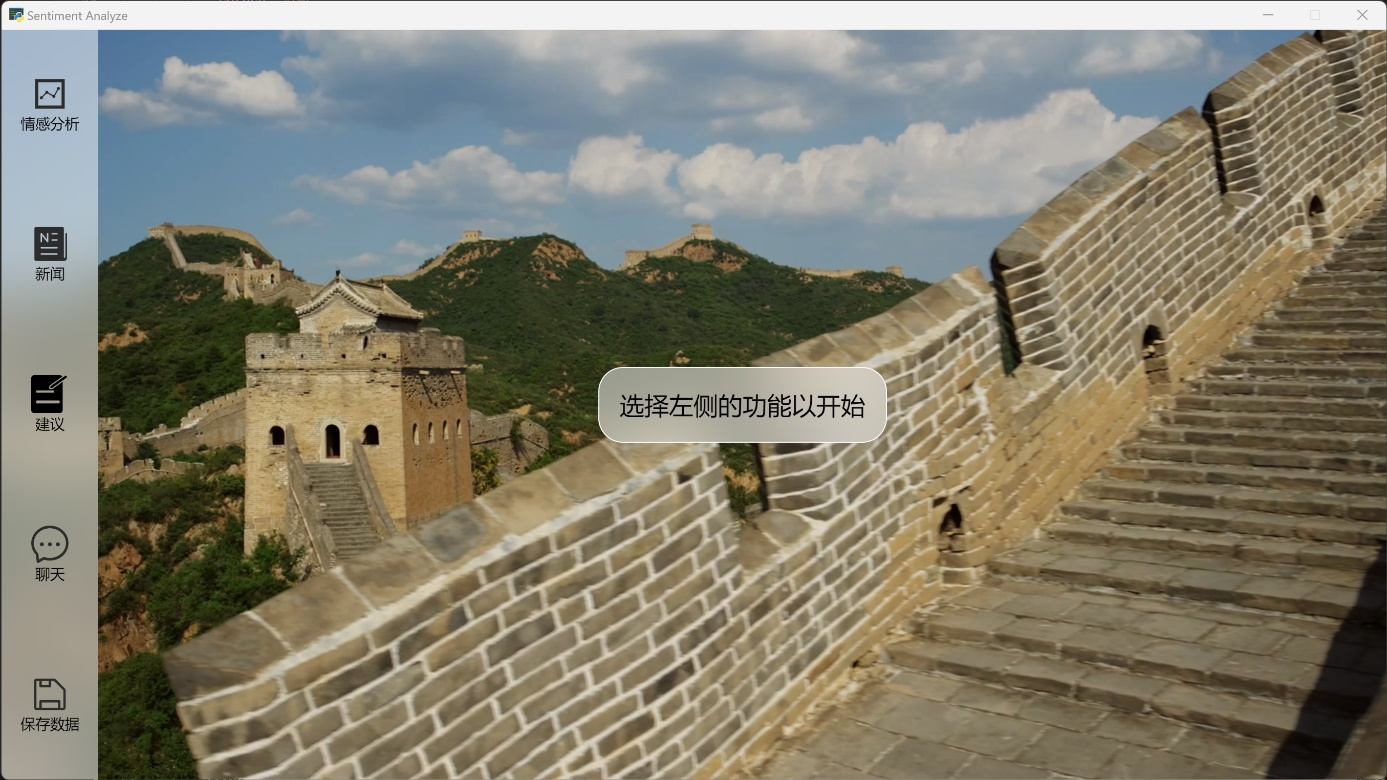 Sentiment Analyze
情感分析
NE
新闻
建议
选择左侧的功能以开始
聊天
保存数据